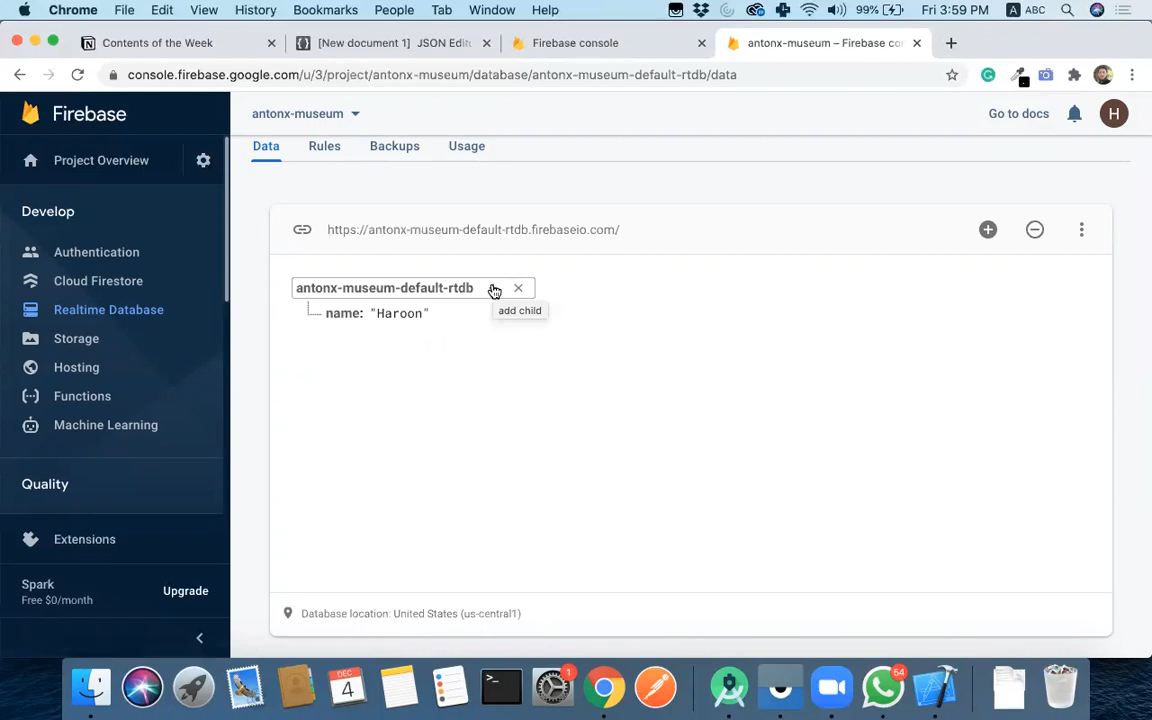 Chrome File Edit View History Bookmarks People Tab Window Help 99% Fri 3:59 PM A ABC
Contents of the Week [New document 1] JSON Edit Firebase console antonx-museum – Firebase co
console.firebase.google.com/u/3/project/antonx-museum/database/antonx-museum-default-rtdb/data
Firebase antonx-museum Go to docs H
Data Rules Backups Usage
Project Overview
Develop
Authentication
Cloud Firestore
Realtime Database
Storage
Hosting
Functions
Machine Learning
Quality
Extensions
Spark
Free $0/month
Upgrade
https://antonx-museum-default-rtdb.firebaseio.com/
antonx-museum-default-rtdb
name: "Haroon"
add child
Database location: United States (us-central1)
DEC
4
1
64